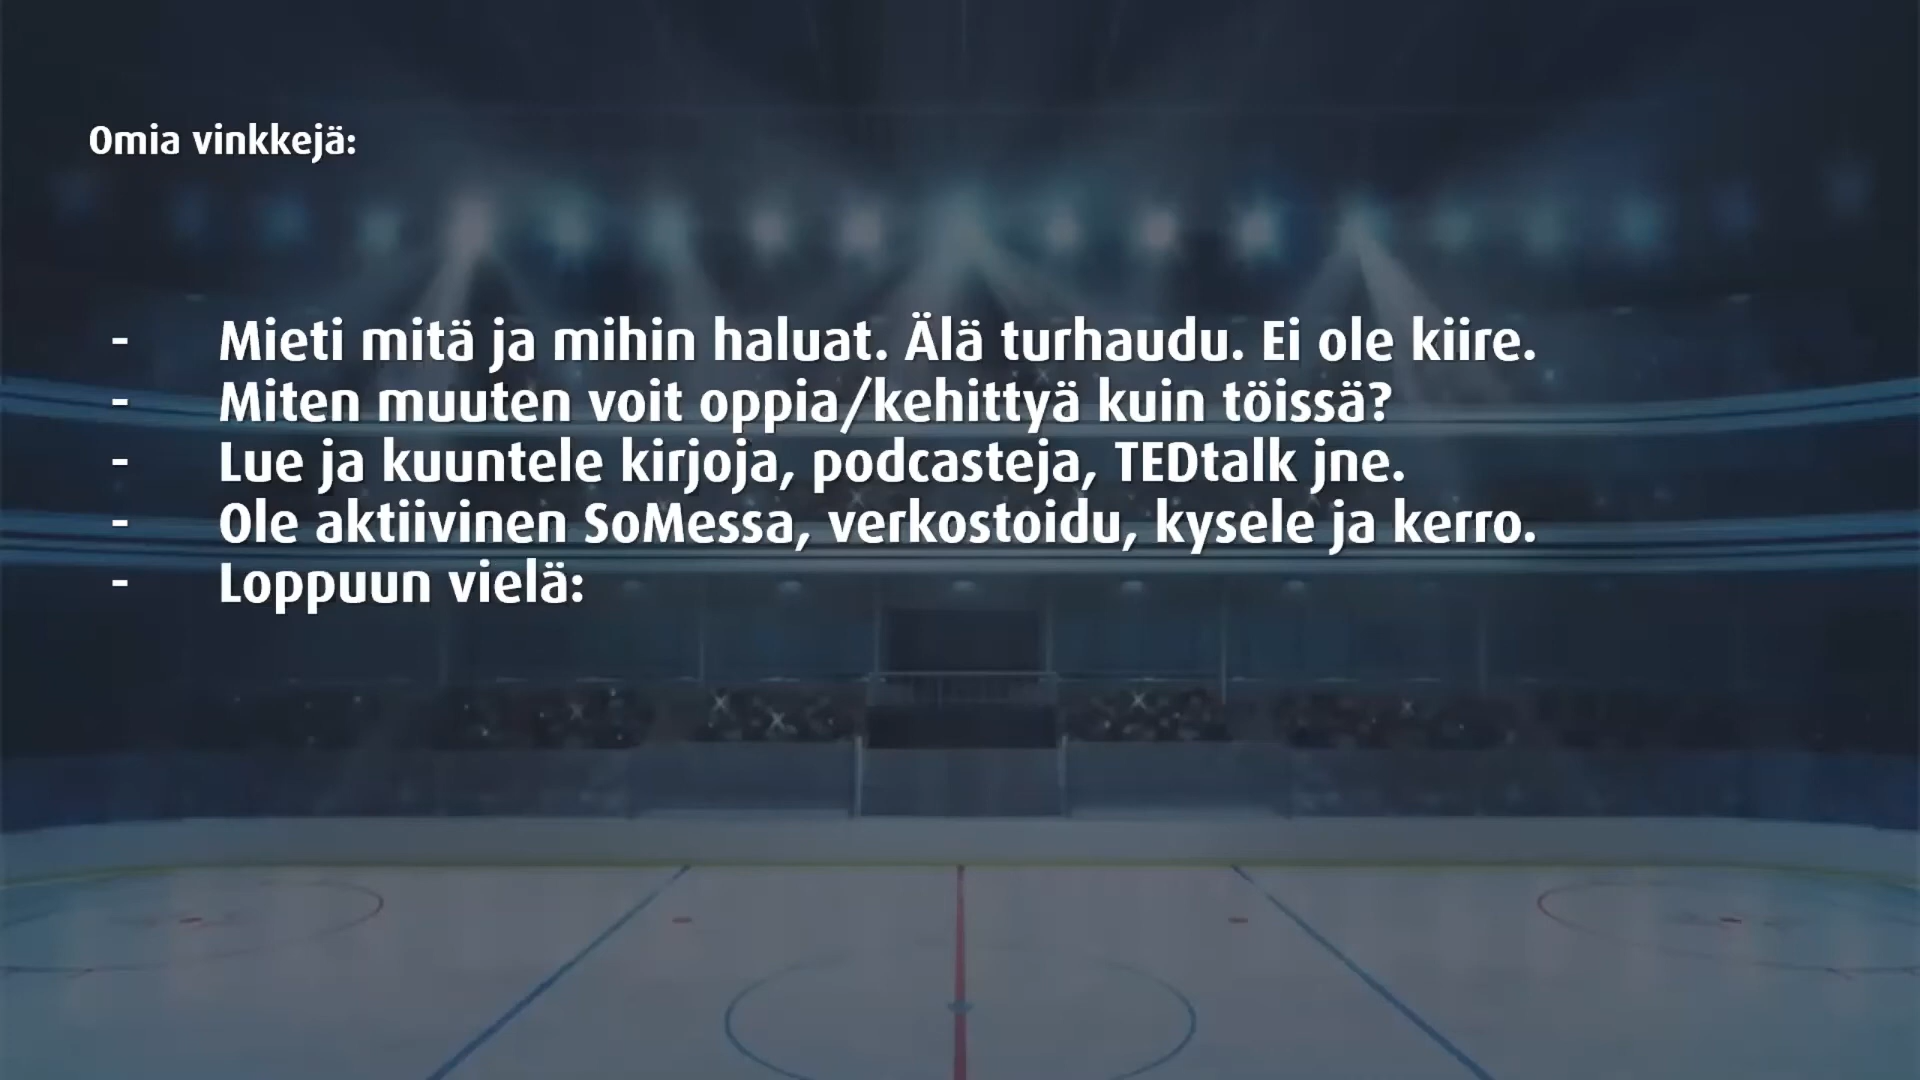 Omia vinkkejä:
- Mieti mitä ja mihin haluat. Älä turhaudu. Ei ole kiire.
- Miten muuten voit oppia/kehittyä kuin töissä?
- Lue ja kuuntele kirjoja, podcasteja, TEDtalk jne.
- Ole aktiivinen SoMessa, verkostoidu, kysele ja kerro.
- Loppuun vielä: